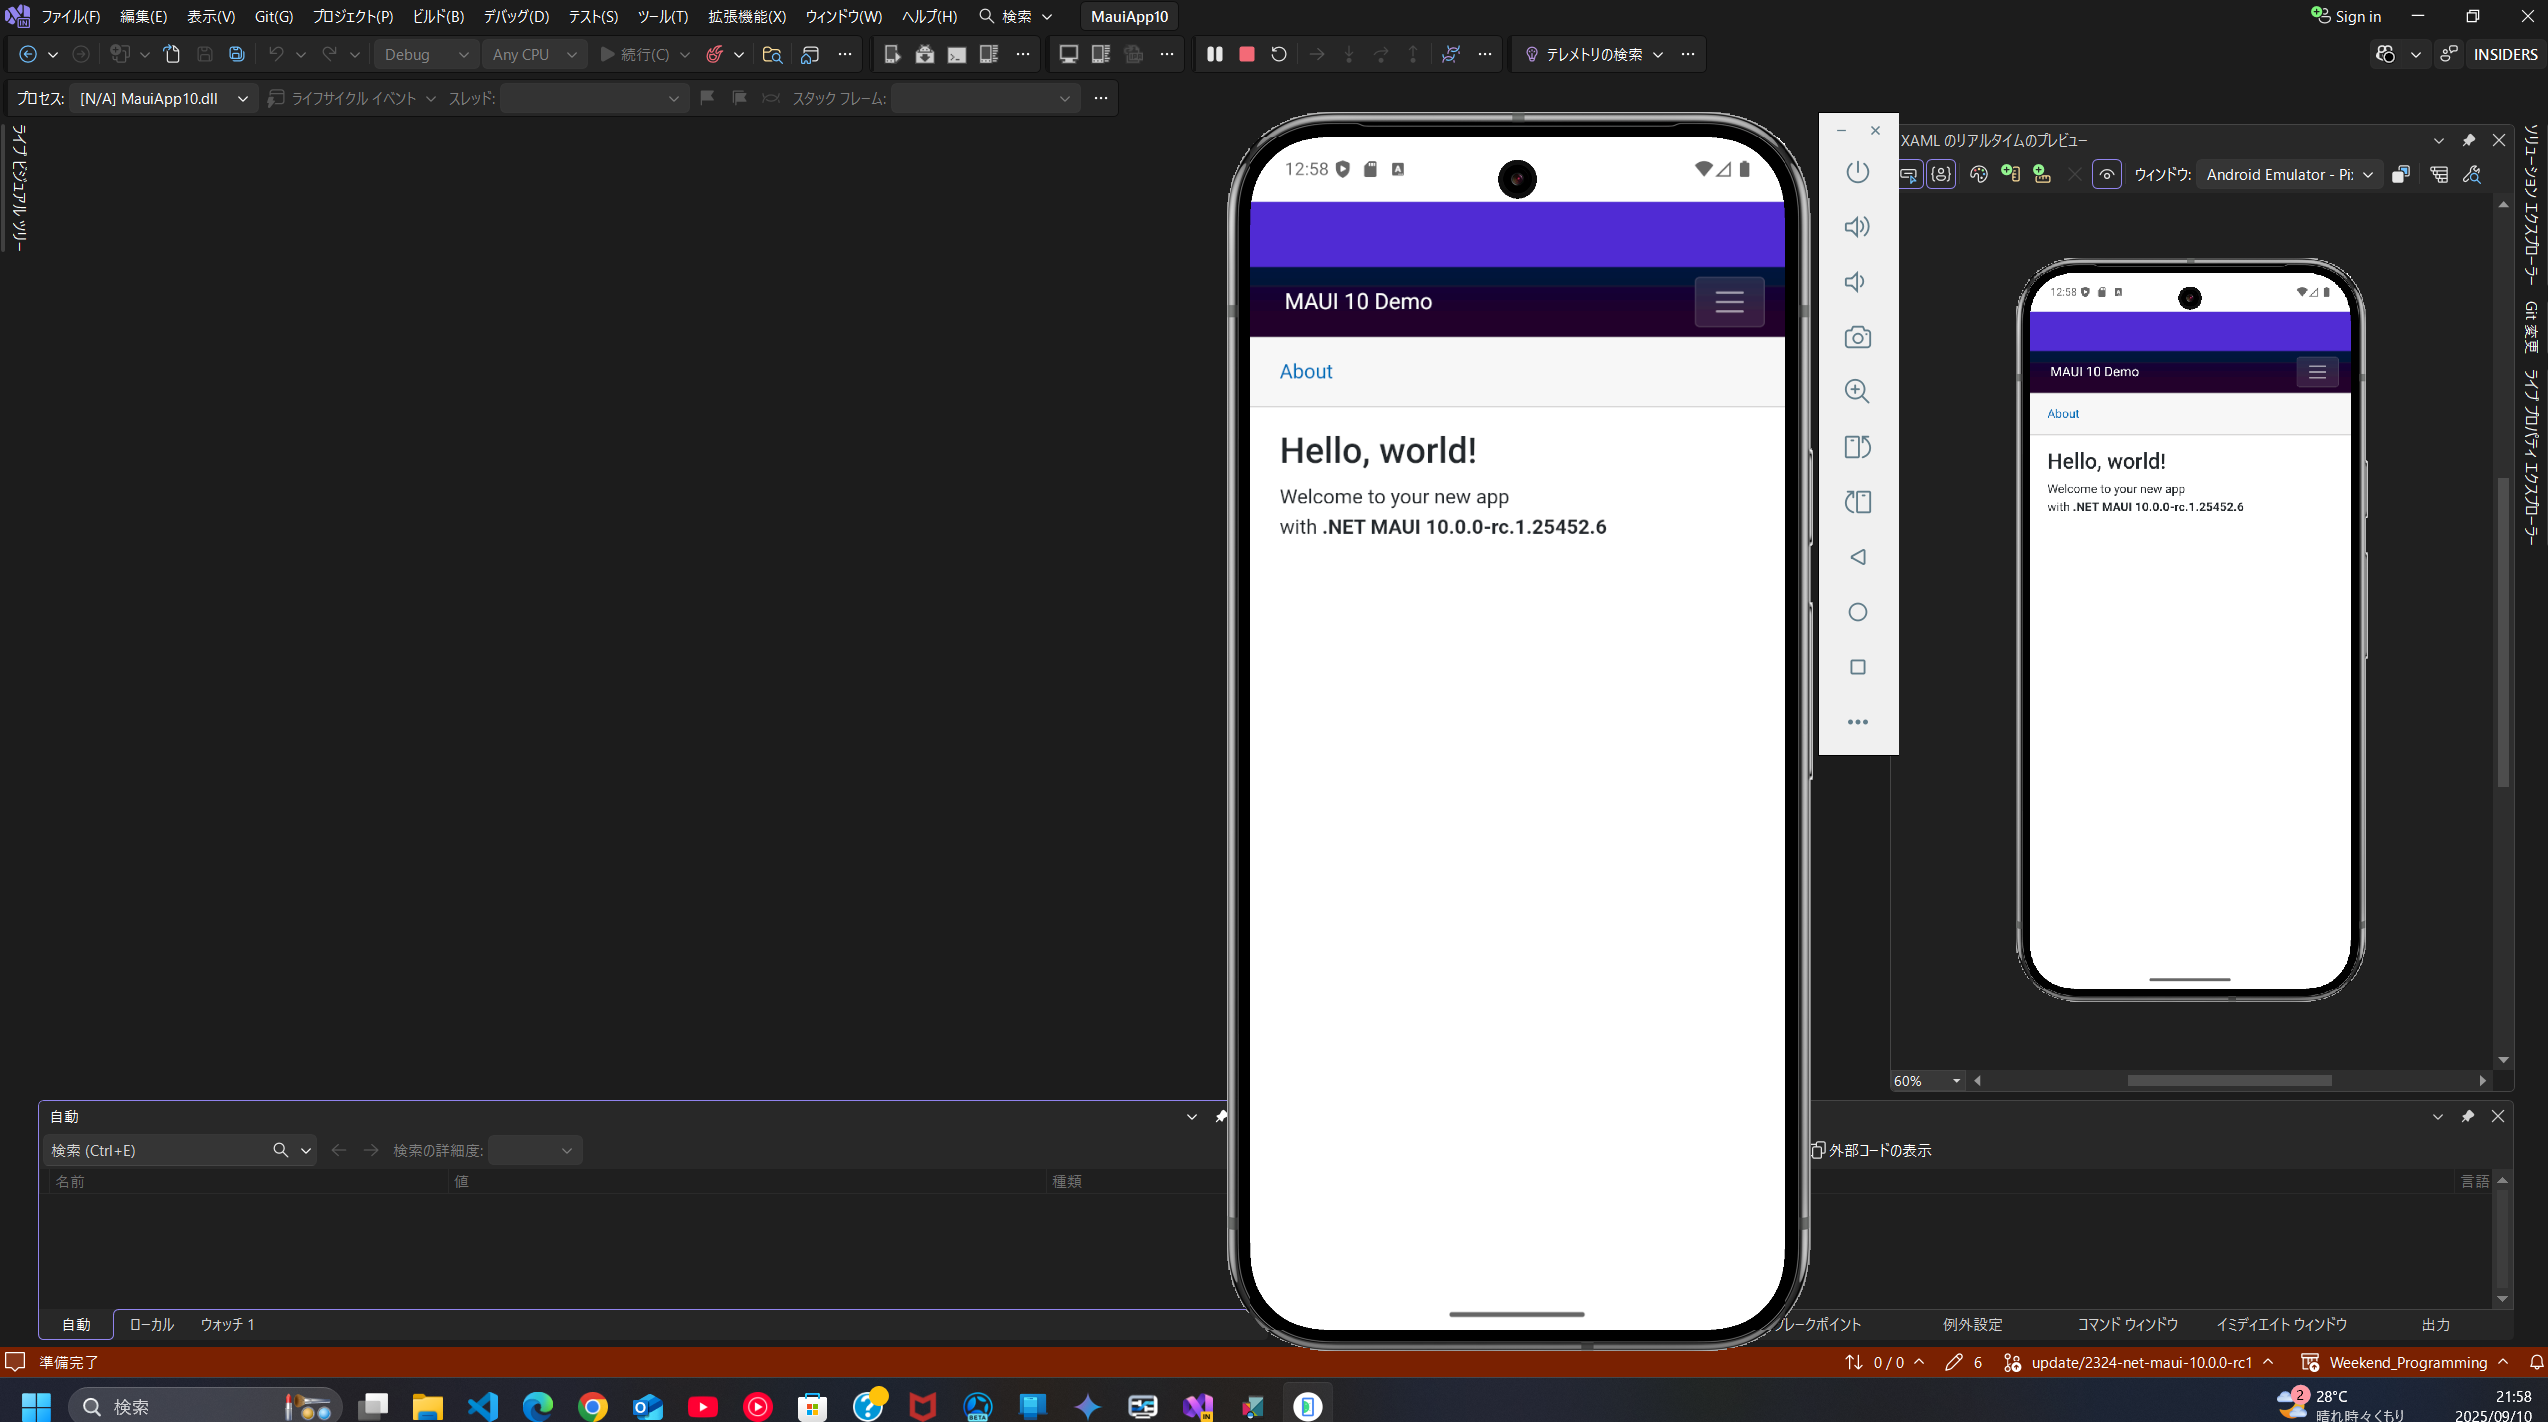 ファイル(F) 編集(E) 表示(V) Git(G) プロジェクト(P) ビルド(B) デバッグ(D) テスト(S) ツール(T) 拡張機能(X) ウィンドウ(W) ヘルプ(H) 検索 MauiApp10 Sign in
Debug Any CPU 続行(C) テレメトリの検索 INSIDERS
プロセス: [N/A] MauiApp10.dll ライフサイクル イベント スレッド: スタック フレーム:
ライブ ビジュアル ツリー
12:58
MAUI 10 Demo
About
Hello, world!
Welcome to your new app
with .NET MAUI 10.0.0-rc.1.25452.6
XAML のリアルタイムのプレビュー
ウィンドウ: Android Emulator - Pi
12:58
MAUI 10 Demo
About
Hello, world!
Welcome to your new app
with .NET MAUI 10.0.0-rc.1.25452.6
60%
ソリューション エクスプローラー
Git 変更
ライブ プロパティ エクスプローラー
自動
検索 (Ctrl+E) 検索の詳細度:
名前 値 種類
自動 ローカル ウォッチ 1
外部コードの表示
言語
レークポイント 例外設定 コマンド ウィンドウ イミディエイト ウィンドウ 出力
準備完了 0 / 0 6 update/2324-net-maui-10.0.0-rc1 Weekend_Programming
検索
BETA
2
28°C
晴れ時々くもり
21:58
2025/09/10